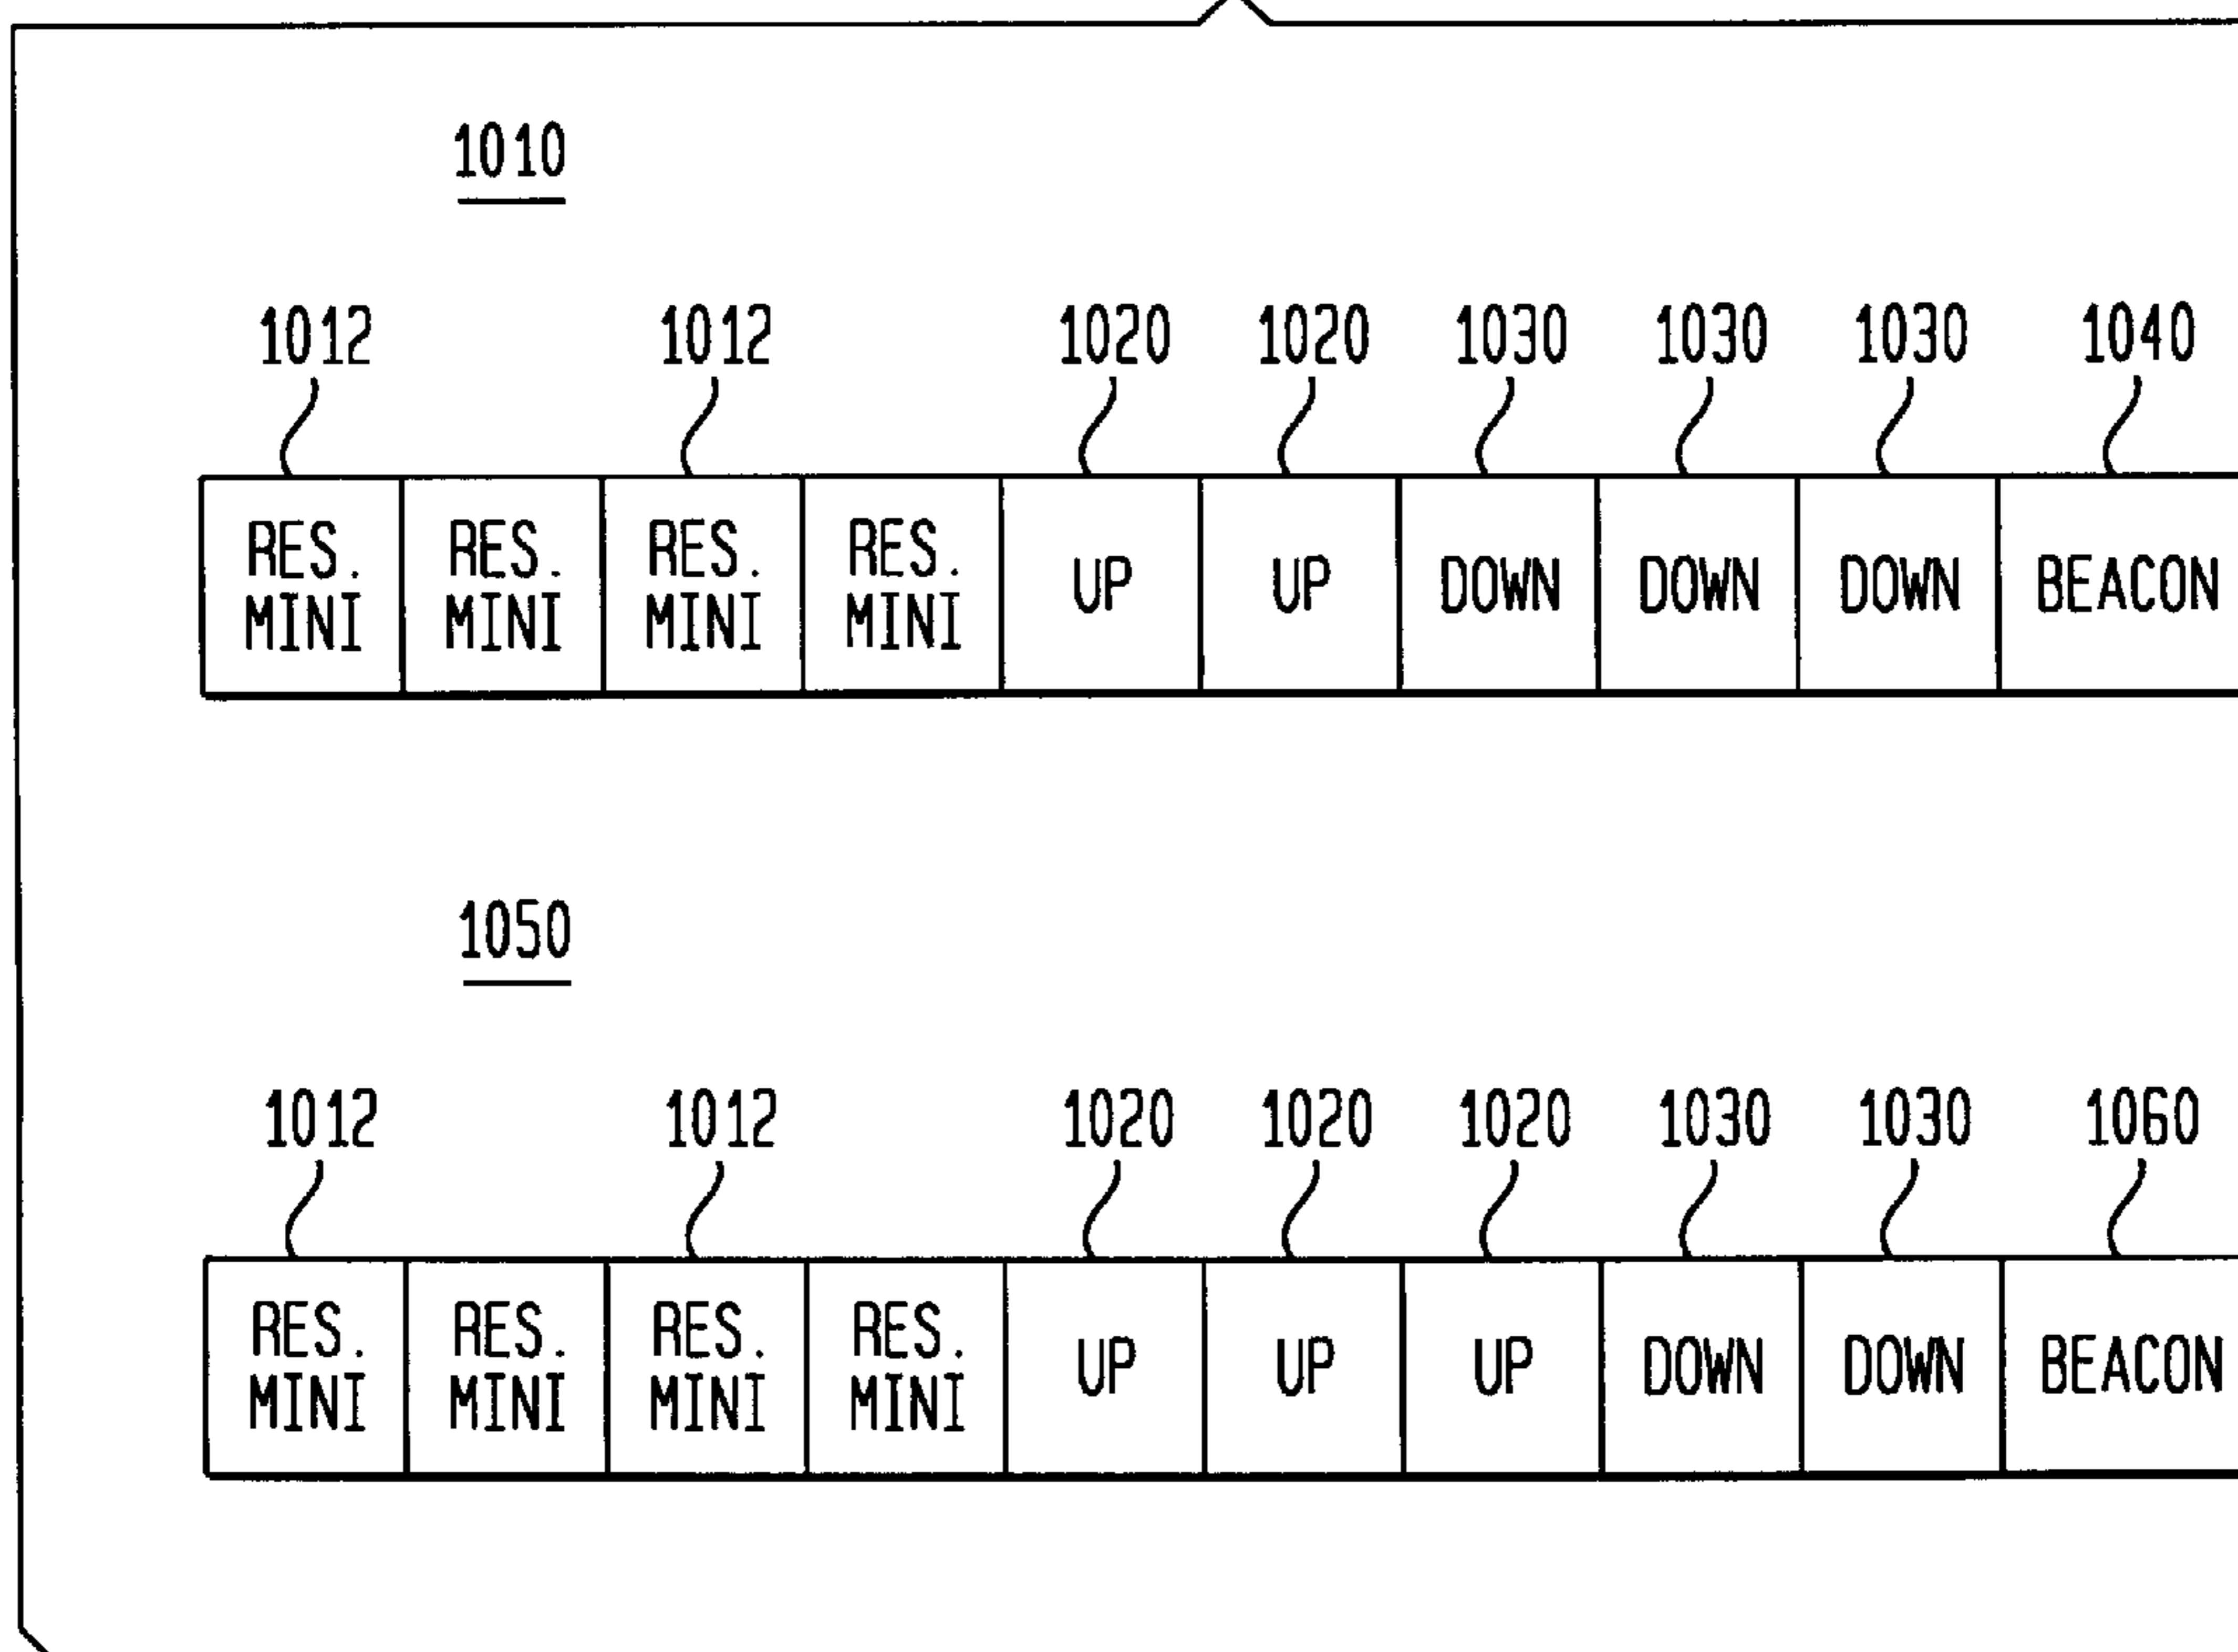 1010
1012 1012 1020 1020 1030 1030 1030 1040
RES. RES. RES. RES. UP UP DOWN DOWN DOWN BEACON
MINI MINI MINI MINI
1050
1012 1012 1020 1020 1020 1030 1030 1060
RES. RES. RES. RES. UP UP UP DOWN DOWN BEACON
MINI MINI MINI MINI